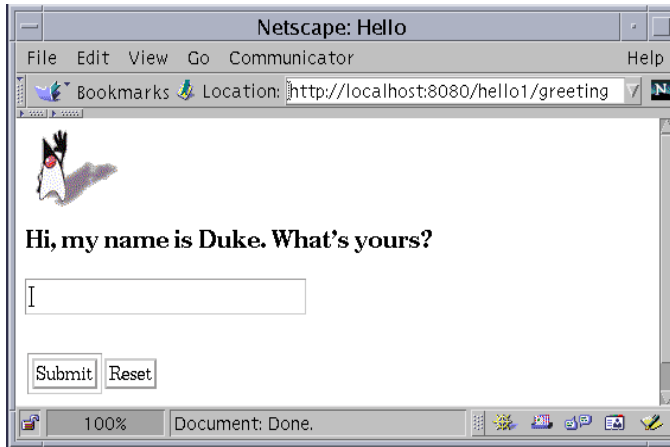 Netscape: Hello
File Edit View Go Communicator Help
Bookmarks Location: http://localhost:8080/hello1/greeting N
Hi, my name is Duke. What's yours?
Submit Reset
100% Document: Done.